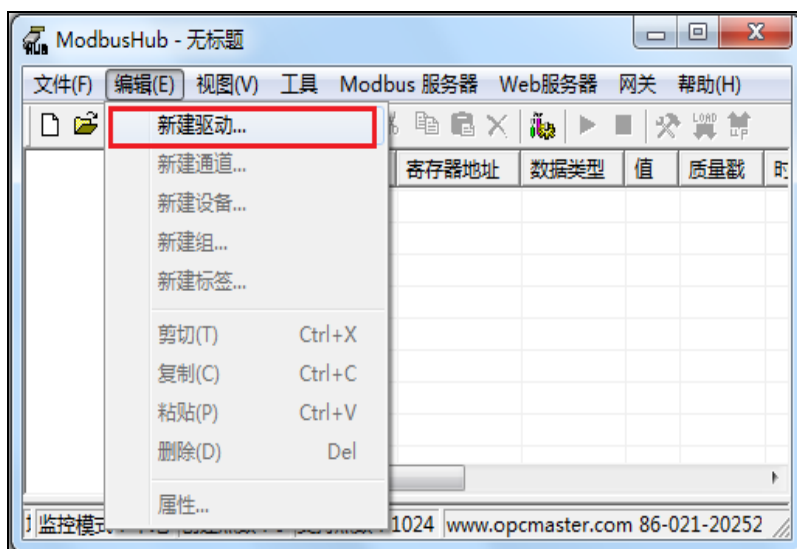 ModbusHub - 无标题
文件(F) 编辑(E) 视图(V) 工具 Modbus 服务器 Web服务器 网关 帮助(H)
新建驱动...
LOAD UP
新建通道...
寄存器地址 数据类型 值 质量戳
新建设备...
新建组...
新建标签...
剪切(T) Ctrl+X
复制(C) Ctrl+C
粘贴(P) Ctrl+V
删除(D) Del
属性...
监控模式 1024 www.opcmaster.com 86-021-20252